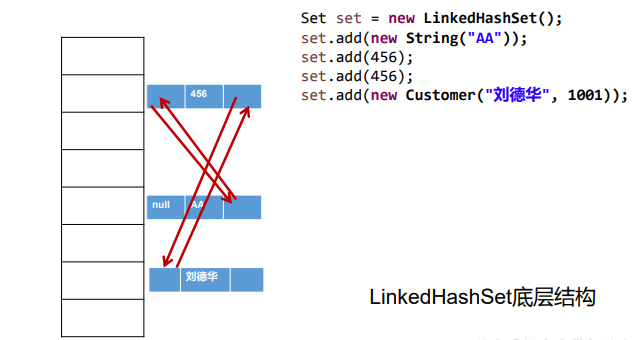 Set set = new LinkedHashSet();
set.add(new String("AA"));
set.add(456);
set.add(456);
set.add(new Customer("刘德华", 1001));
456
null AA
刘德华
LinkedHashSet底层结构